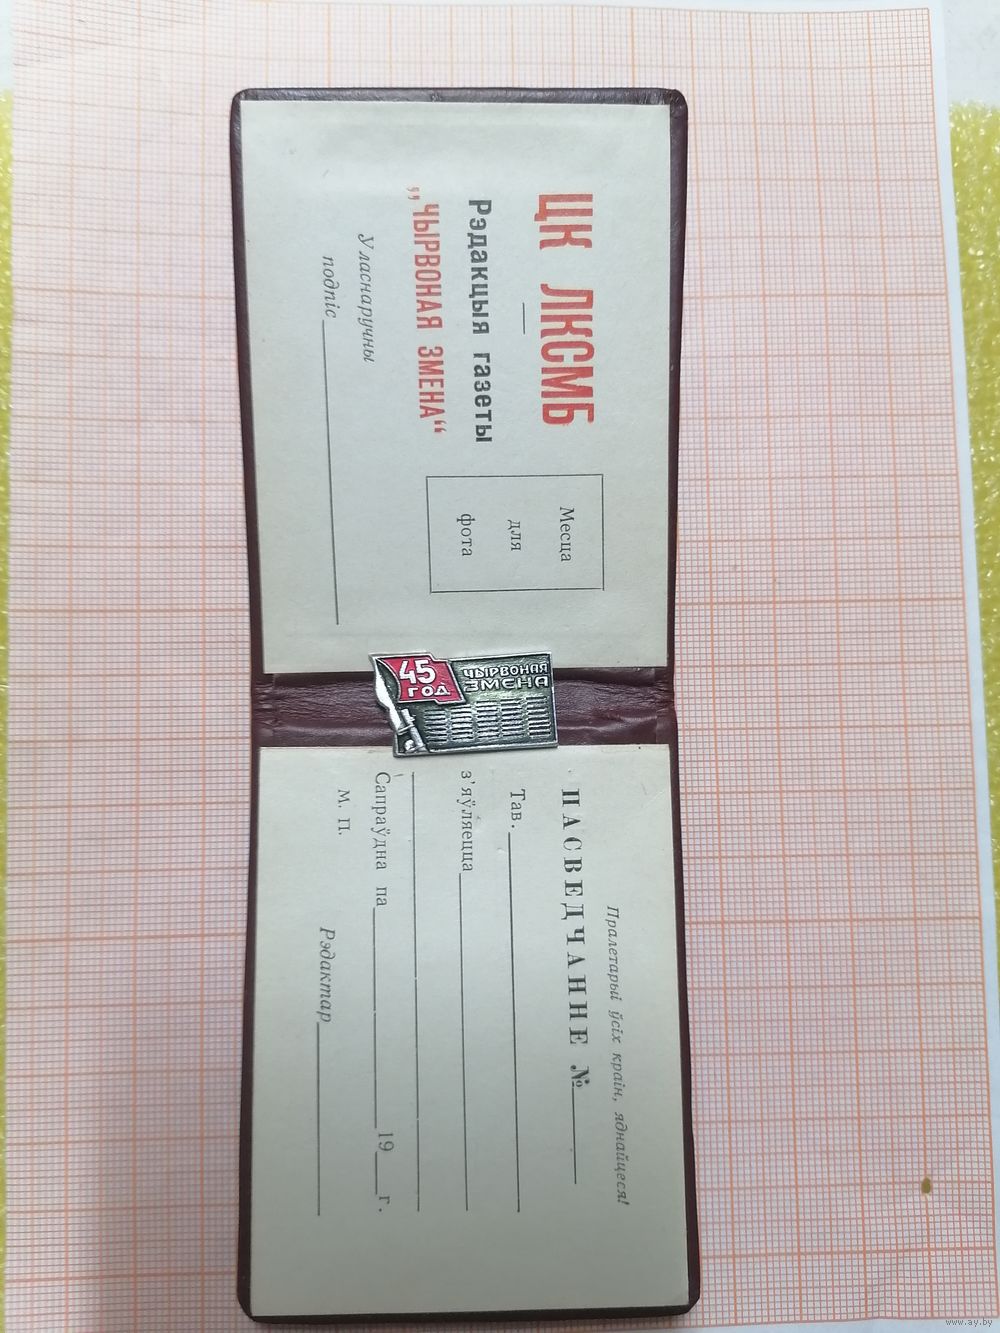 ЦК ЛКСМБ
Рэдакцыя газеты
„ЧЫРВОНАЯ ЗМЕНА“
Уласнаручны
подпіс
Месца
для
фота
45
ГОД
ЧЫРВОНАЯ
ЗМЕНА
Пралетарыі ўсіх краін, яднайцеся!
ПАСВЕДЧАННЕ №
Тав.
з'яўляецца
Сапраўдна па 19 г.
М. П.
Рэдактар
www.ay.by